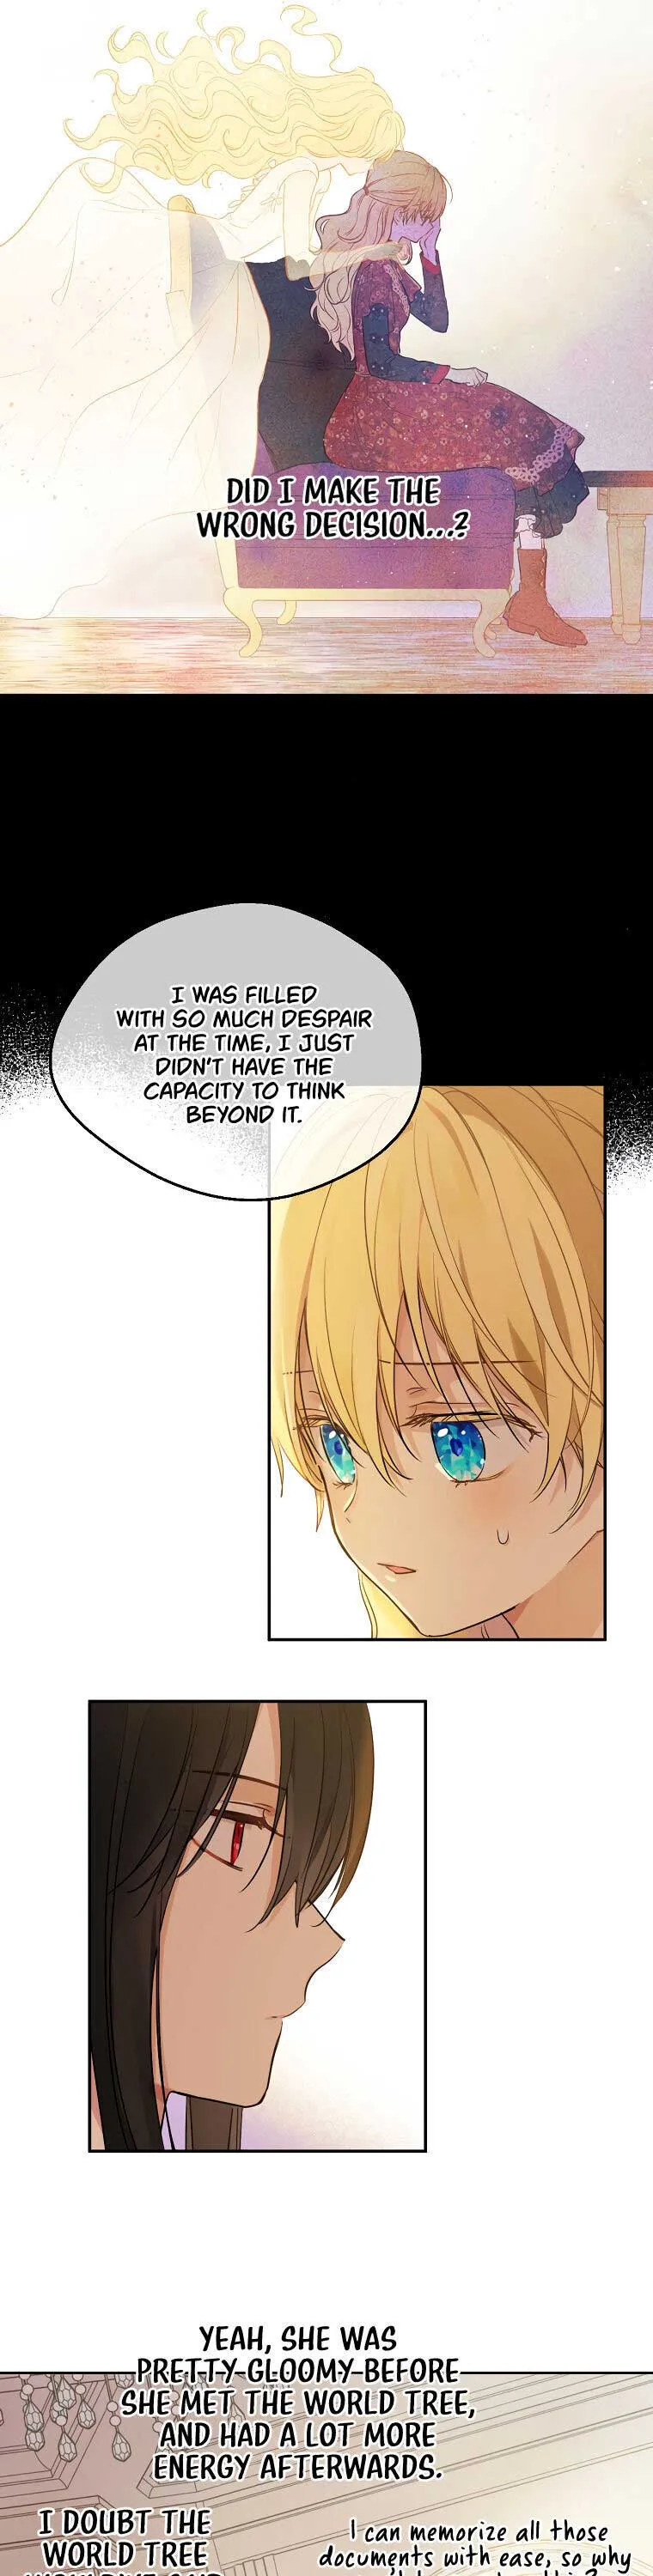 DID I MAKE THE
WRONG DECISION...?
I WAS FILLED
WITH SO MUCH DESPAIR
AT THE TIME, I JUST
DIDN'T HAVE THE
CAPACITY TO THINK
BEYOND IT.
YEAH, SHE WAS
PRETTY GLOOMY BEFORE
SHE MET THE WORLD TREE,
AND HAD A LOT MORE
ENERGY AFTERWARDS.
I DOUBT THE
WORLD TREE
I can memorize all those
documents with ease, so why